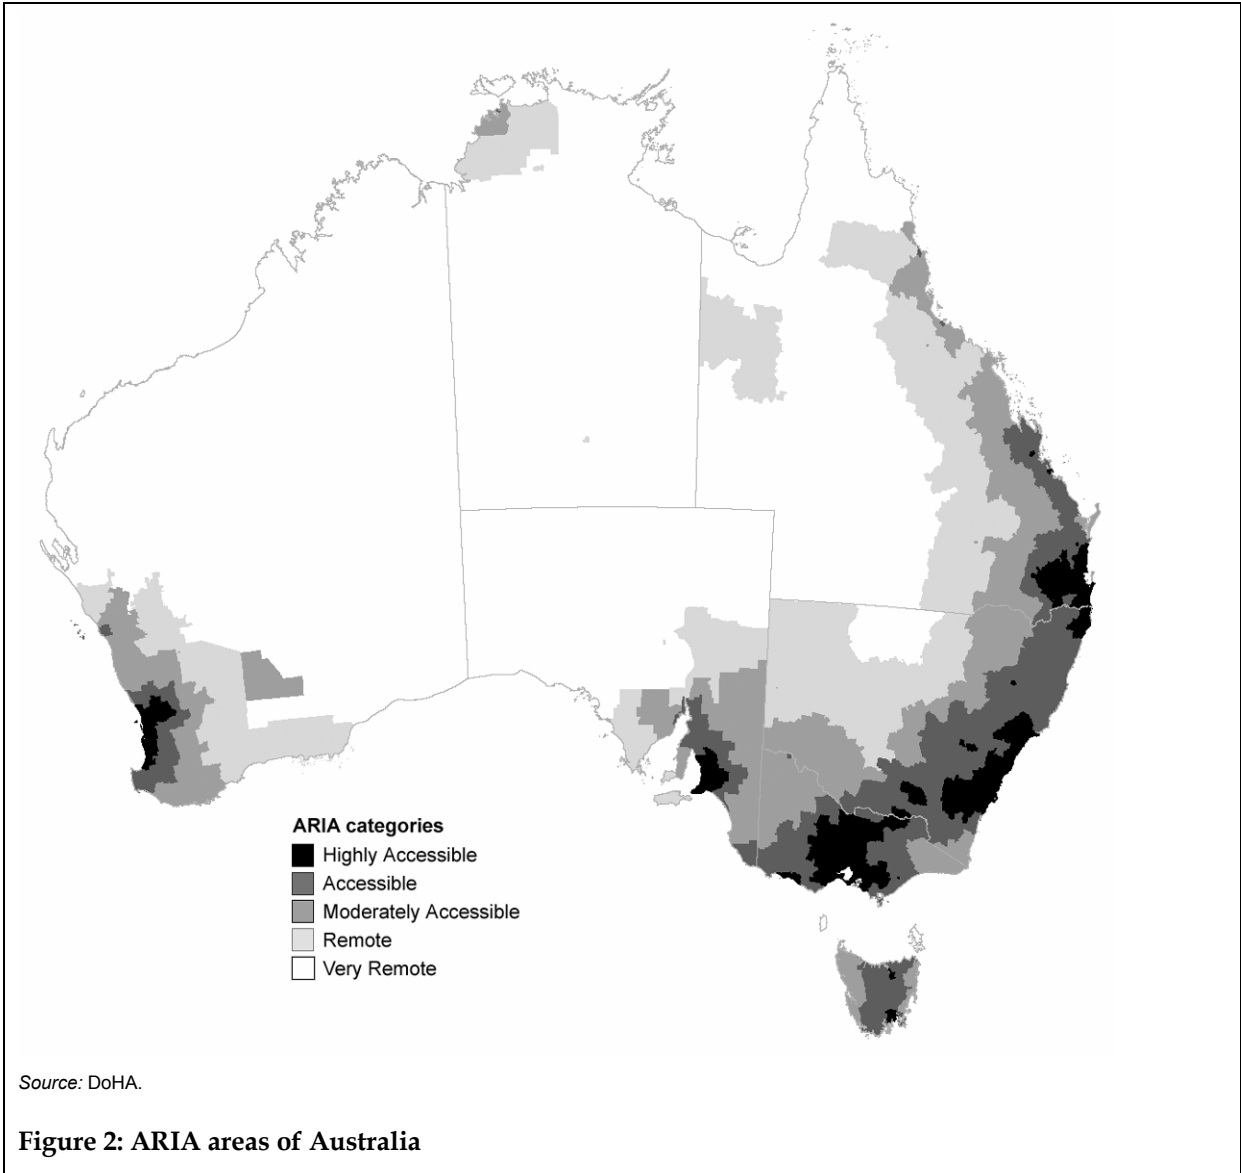 ARIA categories
Highly Accessible
Accessible
Moderately Accessible
Remote
Very Remote
Source: DoHA.
Figure 2: ARIA areas of Australia